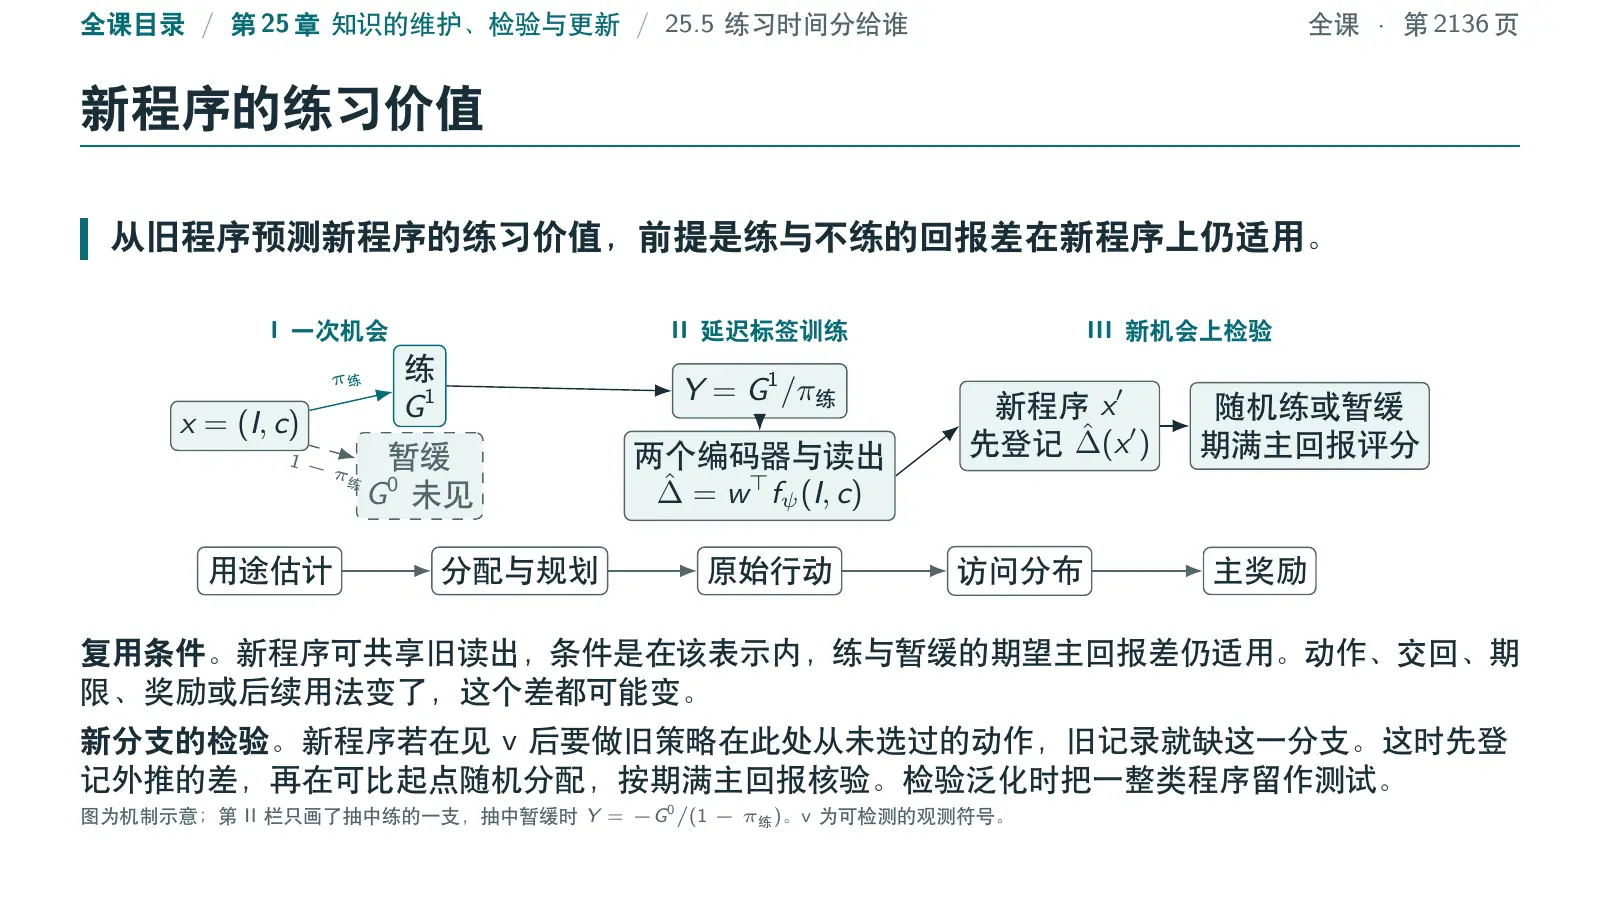 全课目录 / 第 25 章 知识的维护、检验与更新 / 25.5 练习时间分给谁
全课 · 第 2136 页
新程序的练习价值
从旧程序预测新程序的练习价值，前提是练与不练的回报差在新程序上仍适用。
I 一次机会
II 延迟标签训练
III 新机会上检验
x = (I, c)
π练
练
G¹
1 − π练
暂缓
G⁰ 未见
Y = G¹/π练
两个编码器与读出
Δ̂ = w⊤f_ψ(I, c)
新程序 x′
先登记 Δ̂(x′)
随机练或暂缓
期满主回报评分
用途估计
分配与规划
原始行动
访问分布
主奖励
复用条件。新程序可共享旧读出，条件是在该表示内，练与暂缓的期望主回报差仍适用。动作、交回、期
限、奖励或后续用法变了，这个差都可能变。
新分支的检验。新程序若在见 v 后要做旧策略在此处从未选过的动作，旧记录就缺这一分支。这时先登
记外推的差，再在可比起点随机分配，按期满主回报核验。检验泛化时把一整类程序留作测试。
图为机制示意；第 II 栏只画了抽中练的一支，抽中暂缓时 Y = −G⁰/(1 − π练)。v 为可检测的观测符号。